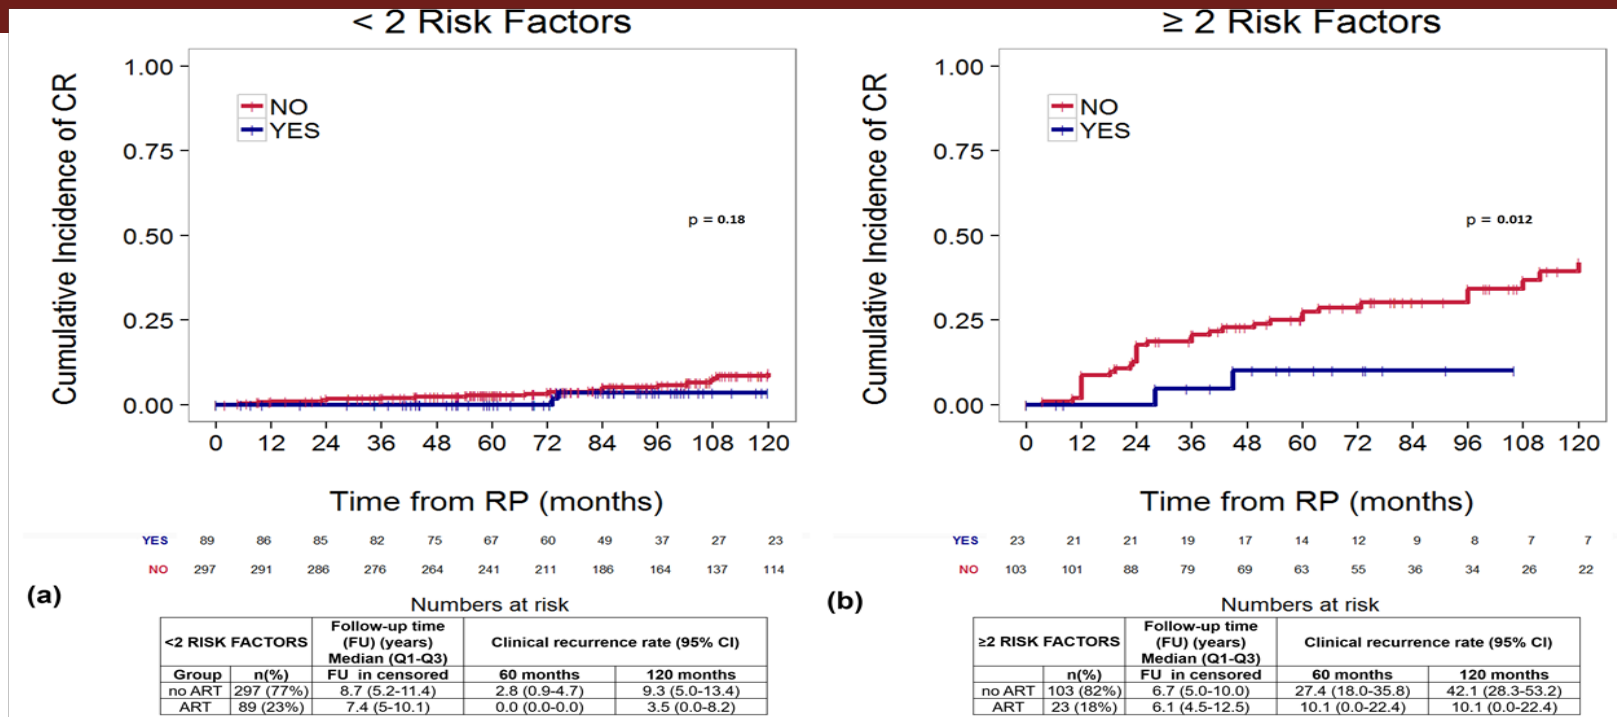 < 2 Risk Factors
1.00
0.75
0.50
0.25
0.00
Cumulative Incidence of CR
NO
YES
p = 0.18
0 12 24 36 48 60 72 84 96 108 120
Time from RP (months)
YES 89 86 85 82 75 67 60 49 37 27 23
NO 297 291 286 276 264 241 211 186 164 137 114
(a)
Numbers at risk
<2 RISK FACTORS
Follow-up time
(FU) (years)
Median (Q1-Q3)
Clinical recurrence rate (95% CI)
Group n(%) FU in censored 60 months 120 months
no ART 297 (77%) 8.7 (5.2-11.4) 2.8 (0.9-4.7) 9.3 (5.0-13.4)
ART 89 (23%) 7.4 (5-10.1) 0.0 (0.0-0.0) 3.5 (0.0-8.2)
≥ 2 Risk Factors
1.00
0.75
0.50
0.25
0.00
Cumulative Incidence of CR
NO
YES
p = 0.012
0 12 24 36 48 60 72 84 96 108 120
Time from RP (months)
YES 23 21 21 19 17 14 12 9 8 7 7
NO 103 101 88 79 69 63 55 36 34 26 22
(b)
Numbers at risk
≥2 RISK FACTORS
Follow-up time
(FU) (years)
Median (Q1-Q3)
Clinical recurrence rate (95% CI)
n(%) FU in censored 60 months 120 months
no ART 103 (82%) 6.7 (5.0-10.0) 27.4 (18.0-35.8) 42.1 (28.3-53.2)
ART 23 (18%) 6.1 (4.5-12.5) 10.1 (0.0-22.4) 10.1 (0.0-22.4)